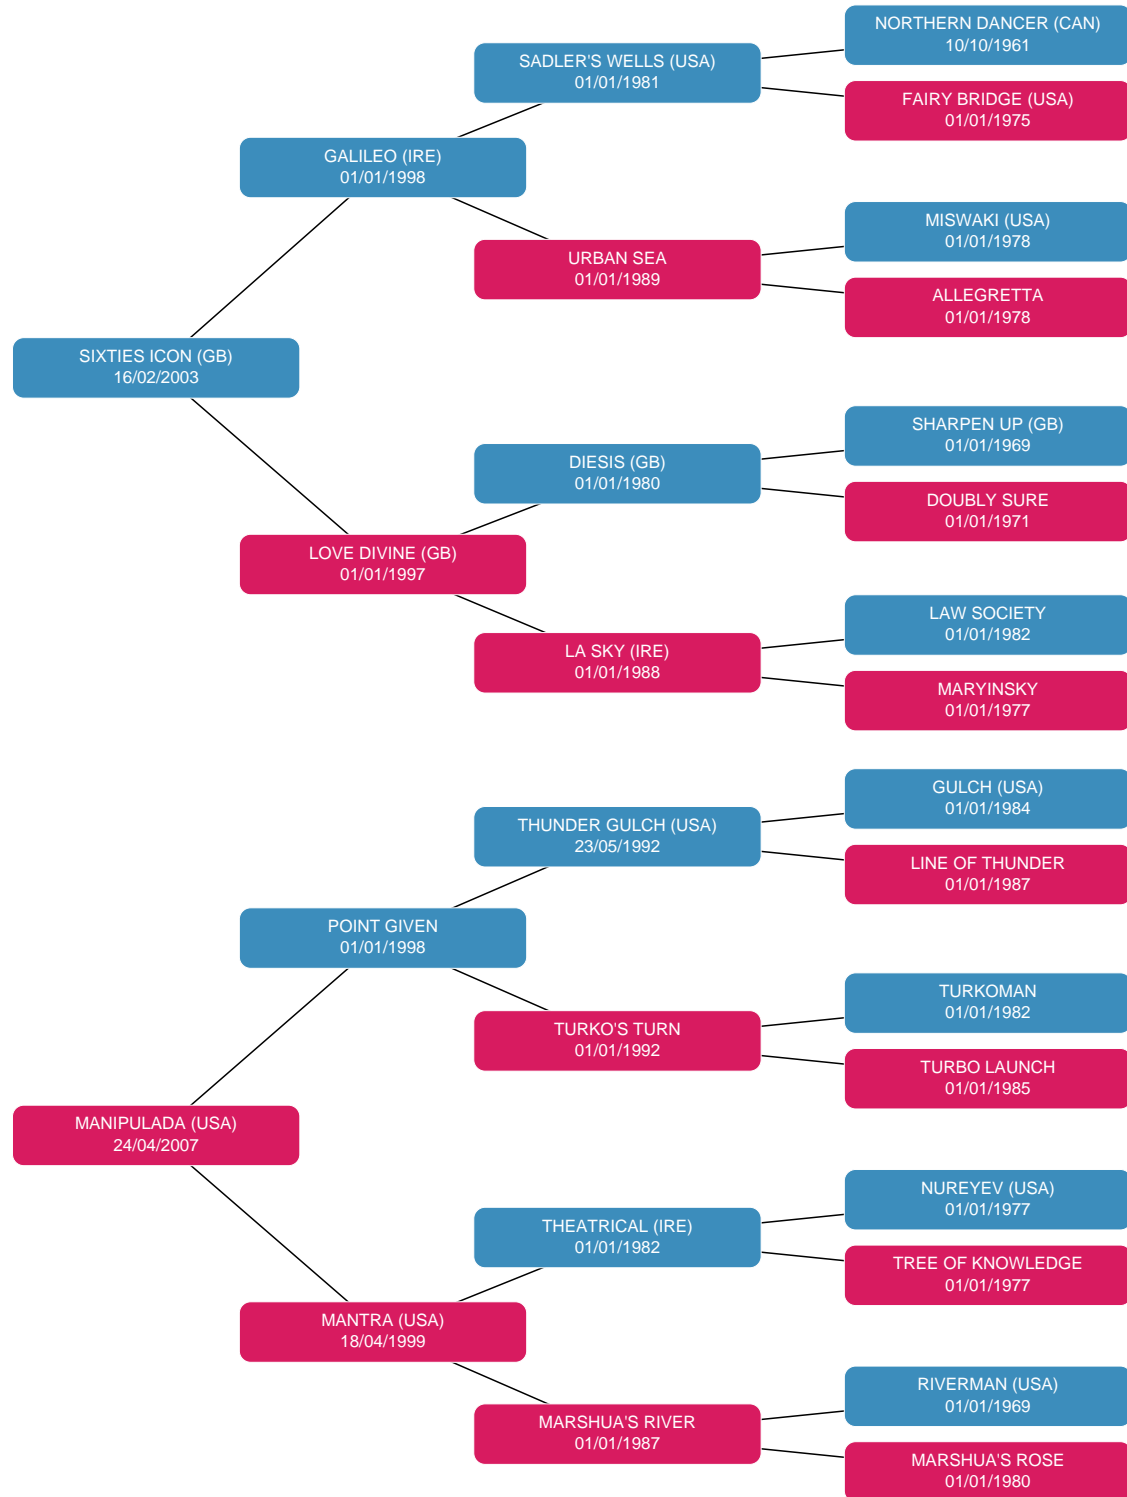 NORTHERN DANCER (CAN)
10/10/1961
SADLER'S WELLS (USA)
01/01/1981
FAIRY BRIDGE (USA)
01/01/1975
GALILEO (IRE)
01/01/1998
MISWAKI (USA)
01/01/1978
URBAN SEA
01/01/1989
ALLEGRETTA
01/01/1978
SIXTIES ICON (GB)
16/02/2003
SHARPEN UP (GB)
01/01/1969
DIESIS (GB)
01/01/1980
DOUBLY SURE
01/01/1971
LOVE DIVINE (GB)
01/01/1997
LAW SOCIETY
01/01/1982
LA SKY (IRE)
01/01/1988
MARYINSKY
01/01/1977
GULCH (USA)
01/01/1984
THUNDER GULCH (USA)
23/05/1992
LINE OF THUNDER
01/01/1987
POINT GIVEN
01/01/1998
TURKOMAN
01/01/1982
TURKO'S TURN
01/01/1992
TURBO LAUNCH
01/01/1985
MANIPULADA (USA)
24/04/2007
NUREYEV (USA)
01/01/1977
THEATRICAL (IRE)
01/01/1982
TREE OF KNOWLEDGE
01/01/1977
MANTRA (USA)
18/04/1999
RIVERMAN (USA)
01/01/1969
MARSHUA'S RIVER
01/01/1987
MARSHUA'S ROSE
01/01/1980